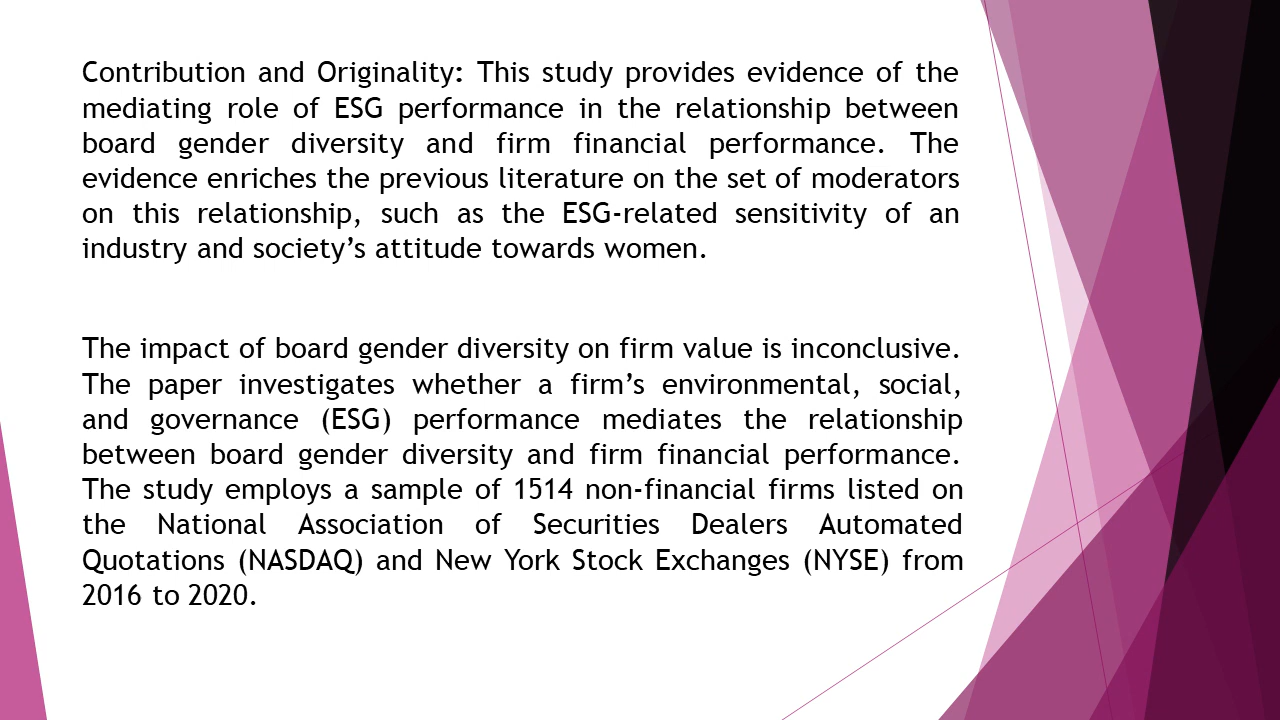 Contribution and Originality: This study provides evidence of the
mediating role of ESG performance in the relationship between
board gender diversity and firm financial performance. The
evidence enriches the previous literature on the set of moderators
on this relationship, such as the ESG-related sensitivity of an
industry and society’s attitude towards women.
The impact of board gender diversity on firm value is inconclusive.
The paper investigates whether a firm’s environmental, social,
and governance (ESG) performance mediates the relationship
between board gender diversity and firm financial performance.
The study employs a sample of 1514 non-financial firms listed on
the National Association of Securities Dealers Automated
Quotations (NASDAQ) and New York Stock Exchanges (NYSE) from
2016 to 2020.